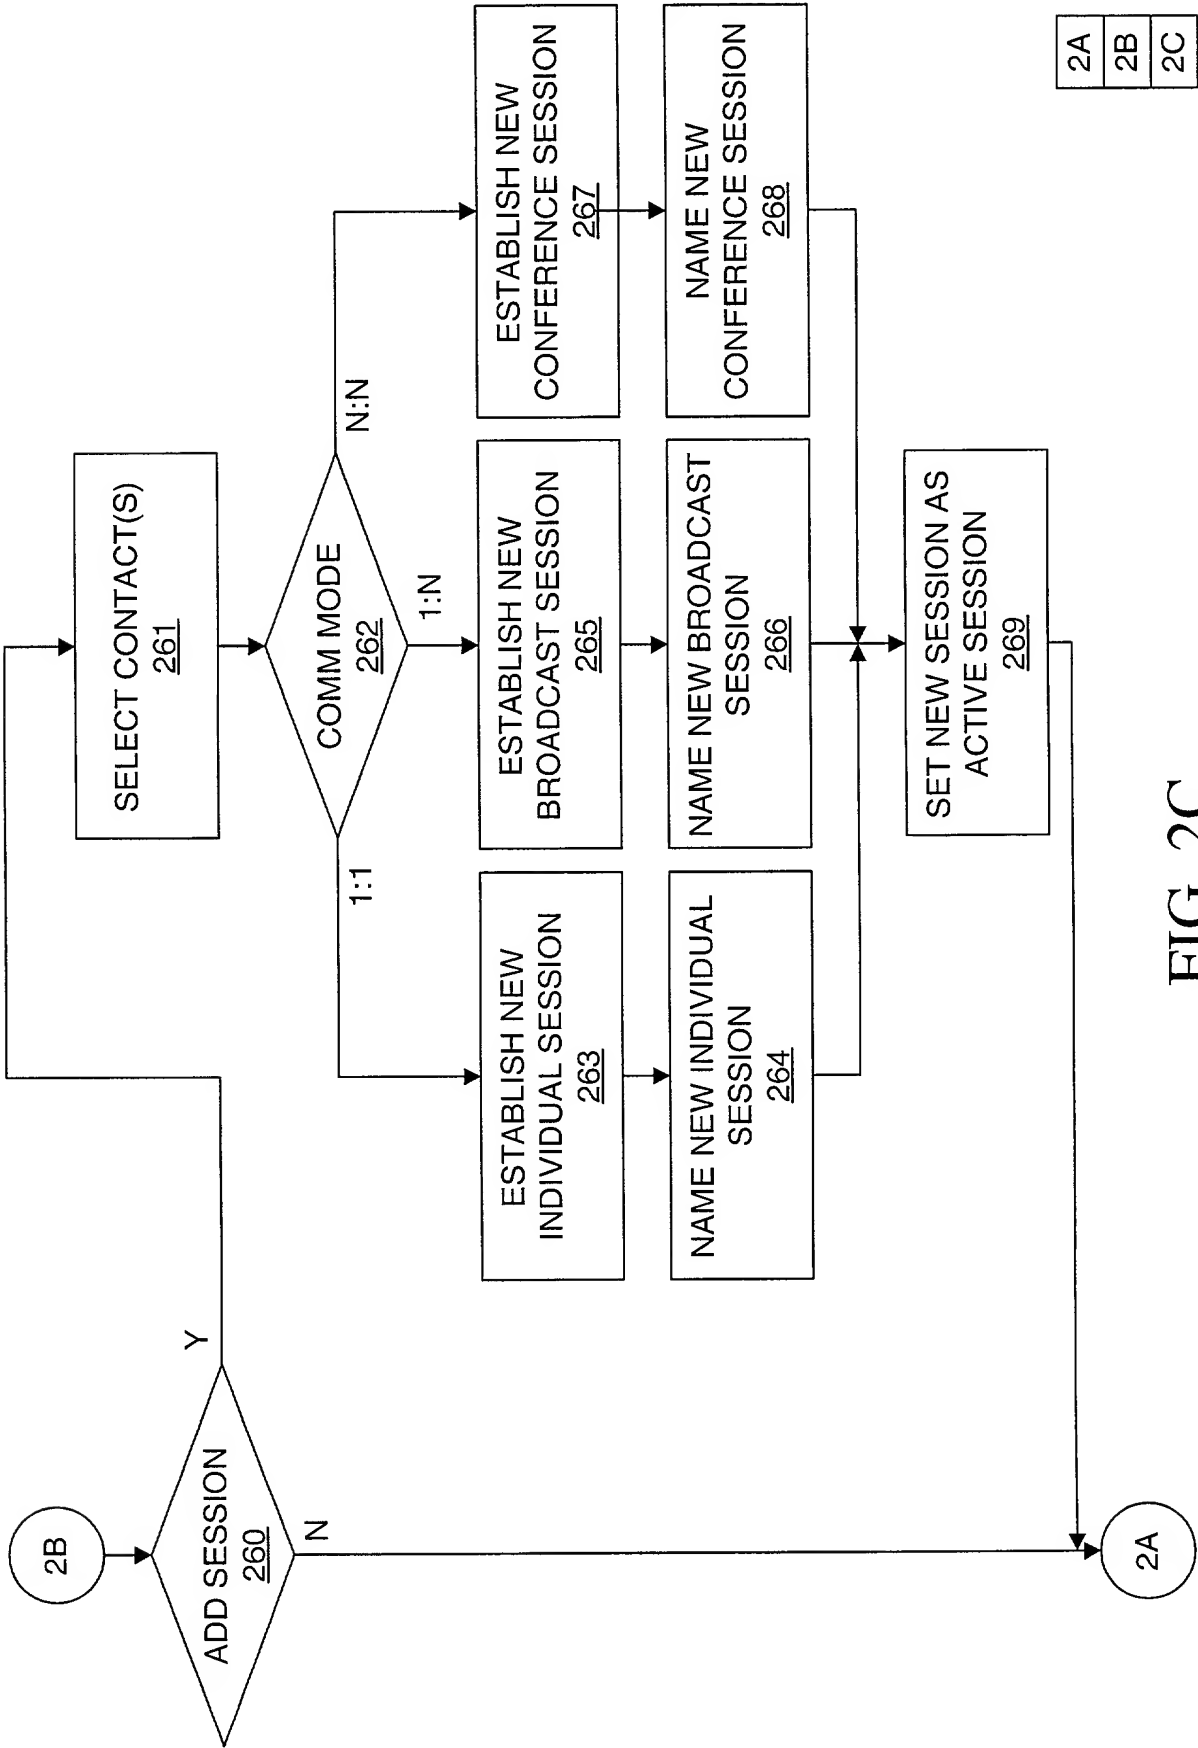 2B
ADD SESSION
260
Y
N
SELECT CONTACT(S)
261
COMM MODE
262
1:1
1:N
N:N
ESTABLISH NEW
INDIVIDUAL SESSION
263
NAME NEW INDIVIDUAL
SESSION
264
ESTABLISH NEW
BROADCAST SESSION
265
NAME NEW BROADCAST
SESSION
266
ESTABLISH NEW
CONFERENCE SESSION
267
NAME NEW
CONFERENCE SESSION
268
SET NEW SESSION AS
ACTIVE SESSION
269
2A
2A
2B
2C
FIG. 2C